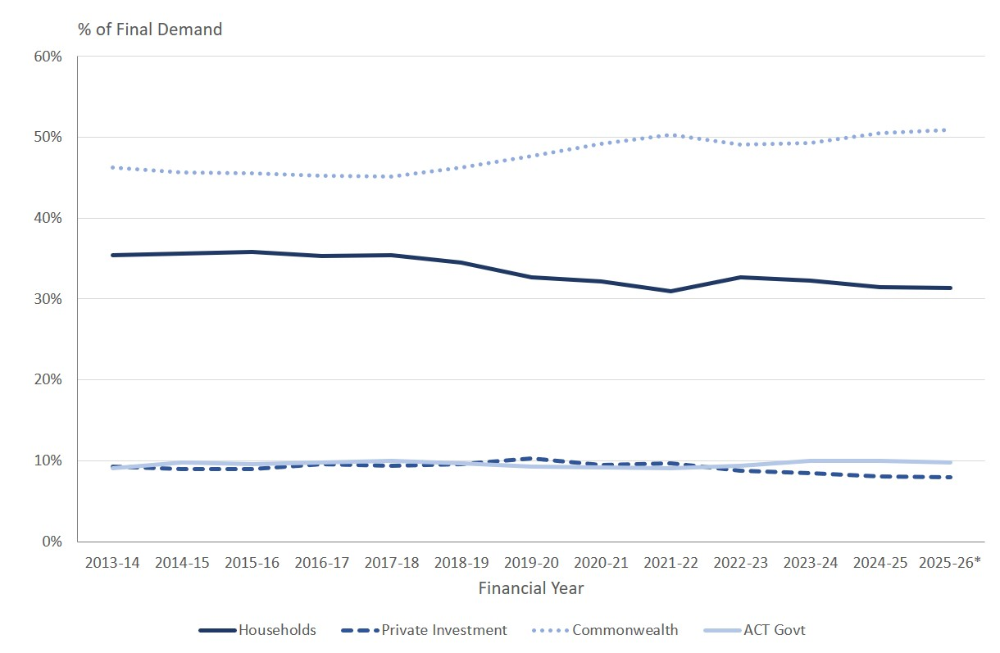 % of Final Demand
60%
50%
40%
30%
20%
10%
0%
2013-14 2014-15 2015-16 2016-17 2017-18 2018-19 2019-20 2020-21 2021-22 2022-23 2023-24 2024-25 2025-26*
Financial Year
Households Private Investment Commonwealth ACT Govt